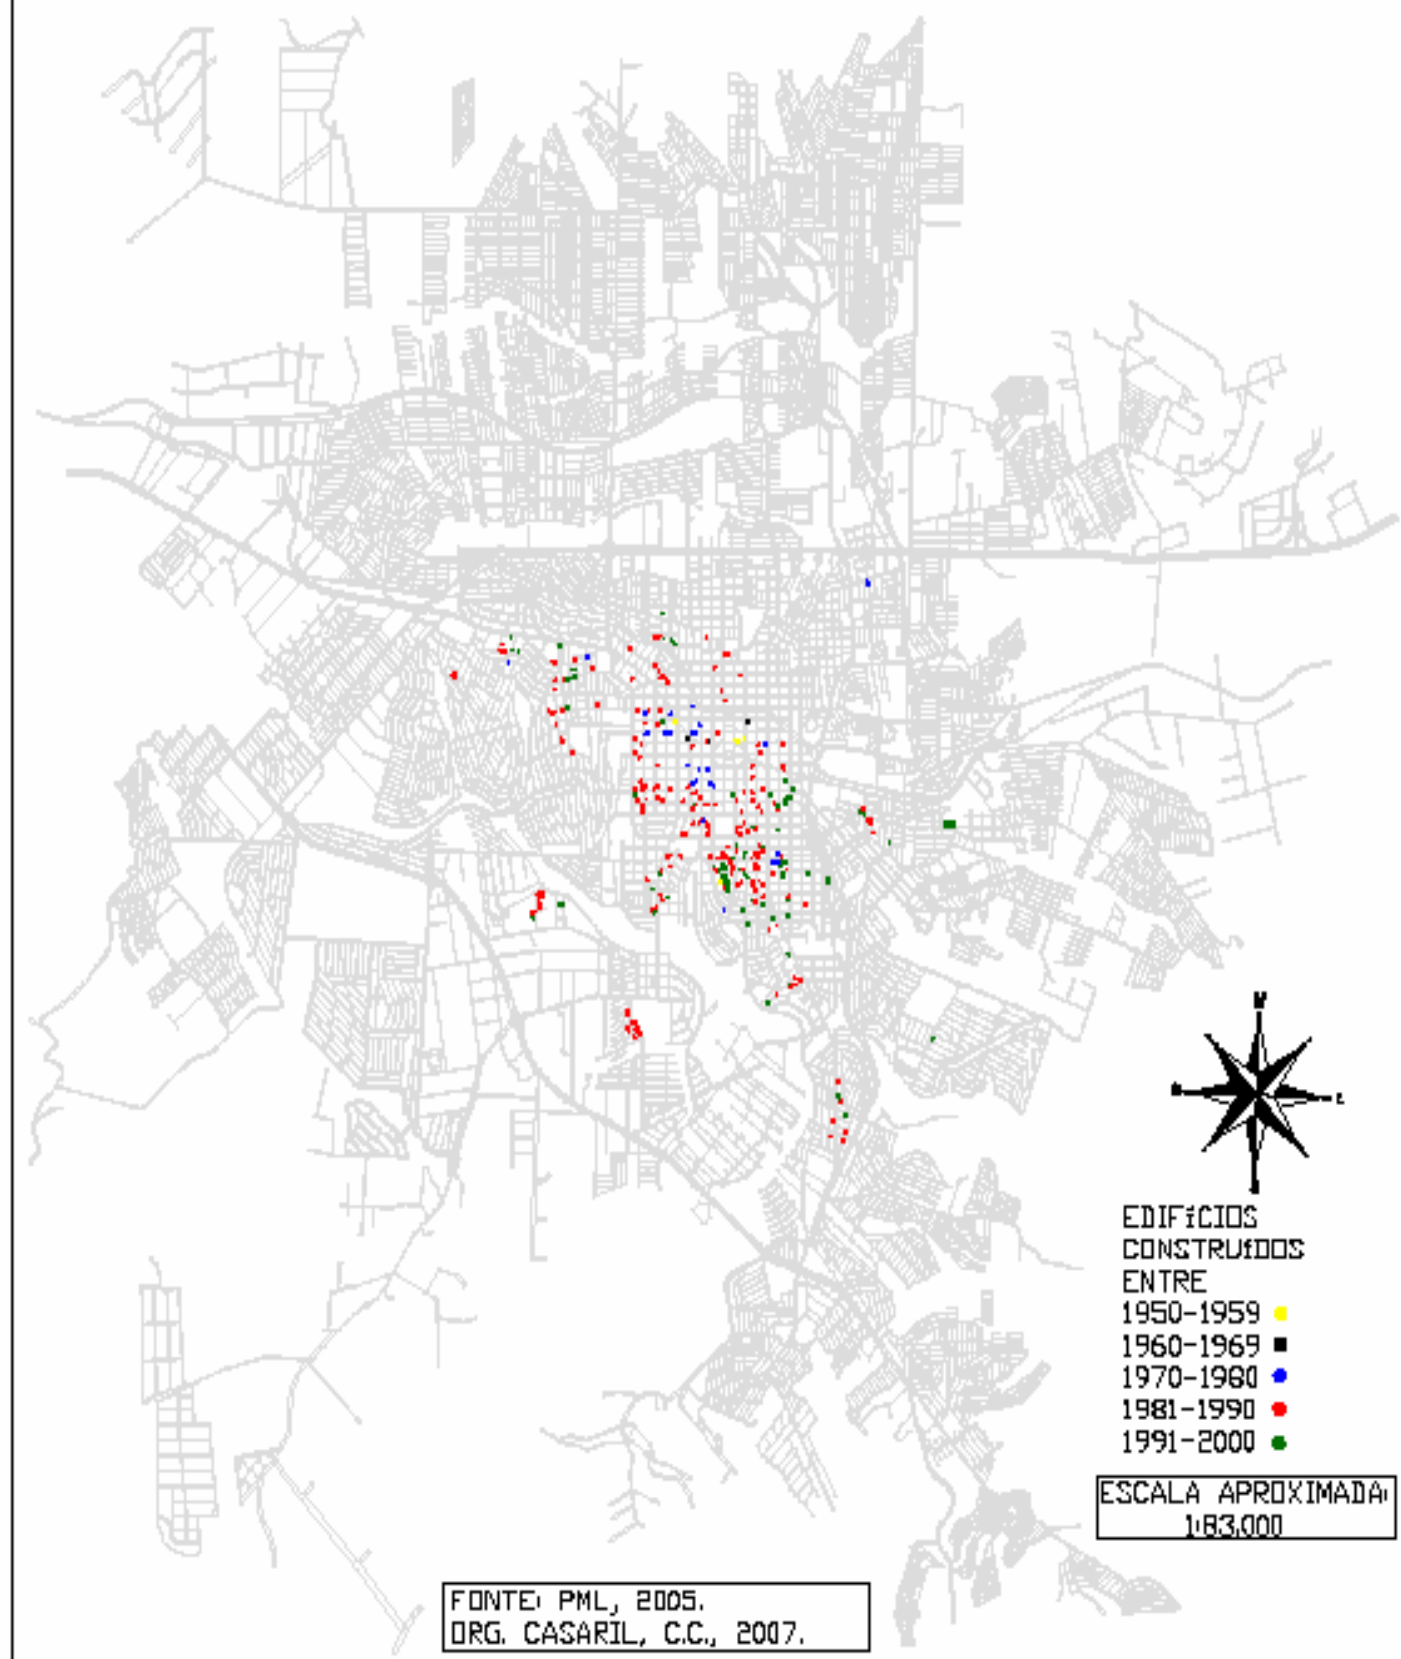 N
L
EDIFíCIOS
CONSTRUíDOS
ENTRE
1950-1959
1960-1969
1970-1980
1981-1990
1991-2000
ESCALA APROXIMADA:
1:83.000
FONTE: PML, 2005.
ORG. CASARIL, C.C., 2007.